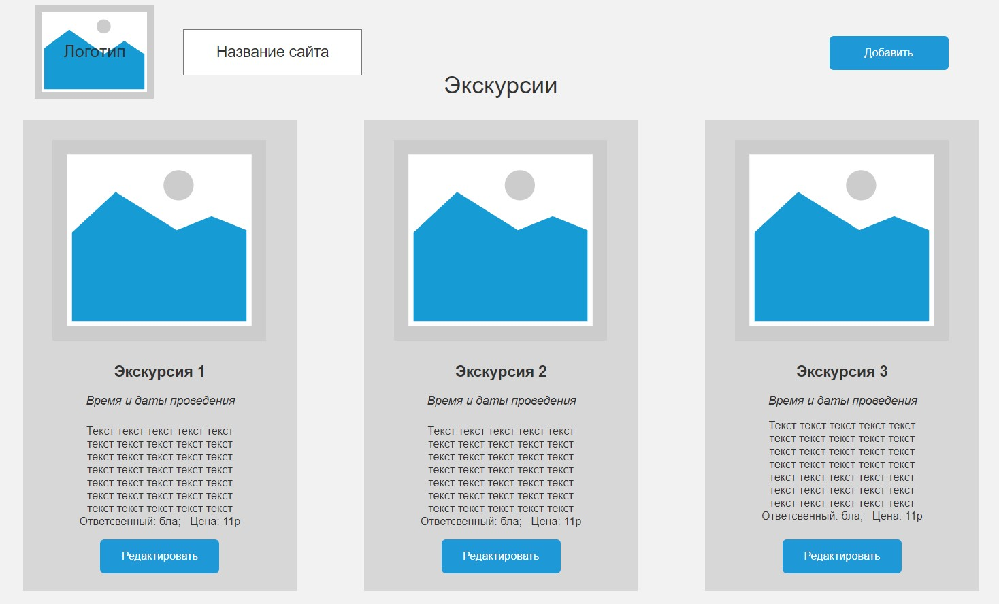 Логотип
Название сайта
Добавить
Экскурсии
Экскурсия 1
Время и даты проведения
Текст текст текст текст текст
текст текст текст текст текст
текст текст текст текст текст
текст текст текст текст текст
текст текст текст текст текст
текст текст текст текст текст
текст текст текст текст текст
Ответсвенный: бла;   Цена: 11р
Редактировать
Экскурсия 2
Время и даты проведения
Текст текст текст текст текст
текст текст текст текст текст
текст текст текст текст текст
текст текст текст текст текст
текст текст текст текст текст
текст текст текст текст текст
текст текст текст текст текст
Ответсвенный: бла;   Цена: 11р
Редактировать
Экскурсия 3
Время и даты проведения
Текст текст текст текст текст
текст текст текст текст текст
текст текст текст текст текст
текст текст текст текст текст
текст текст текст текст текст
текст текст текст текст текст
текст текст текст текст текст
Ответсвенный: бла;   Цена: 11р
Редактировать